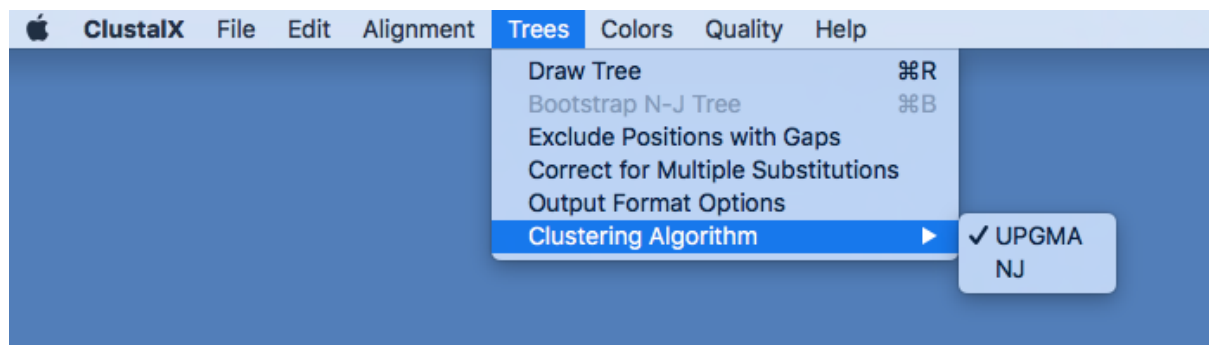 ClustalX File Edit Alignment Trees Colors Quality Help
Draw Tree ⌘R
Bootstrap N-J Tree ⌘B
Exclude Positions with Gaps
Correct for Multiple Substitutions
Output Format Options
Clustering Algorithm ▶ ✓ UPGMA
NJ